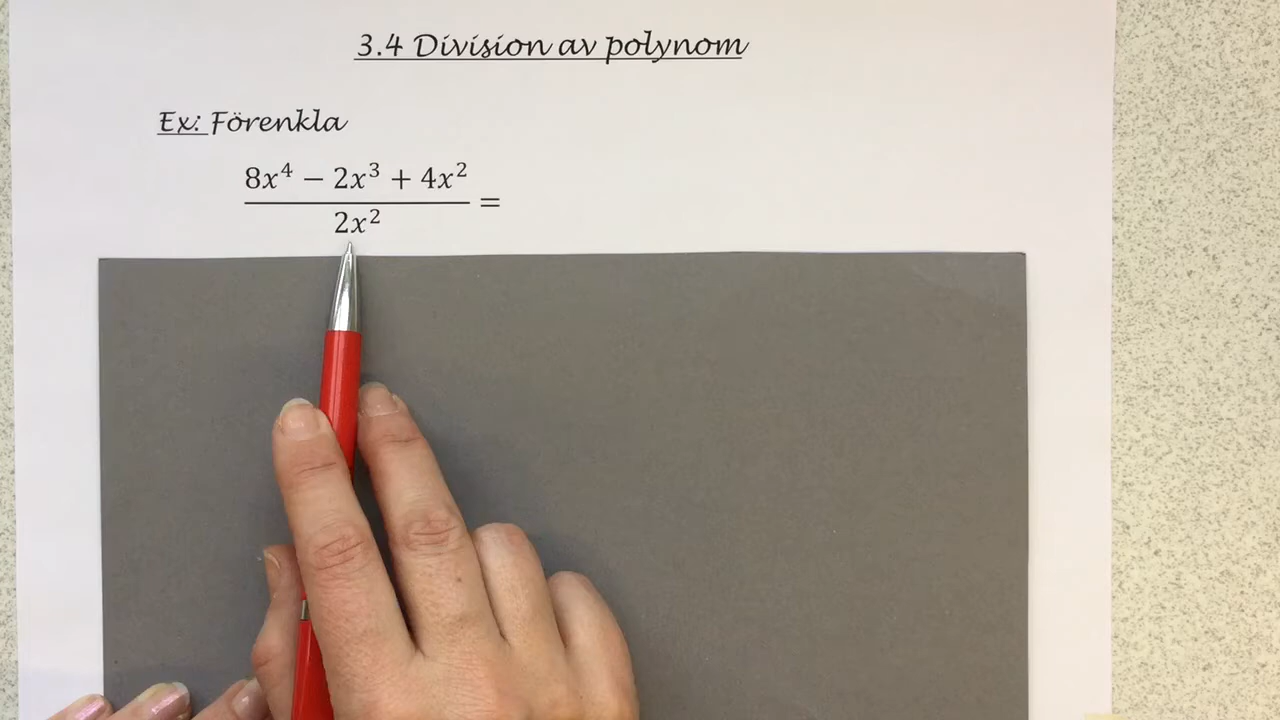 3.4 Division av polynom
Ex: Förenkla
8x⁴ − 2x³ + 4x²
2x²
=